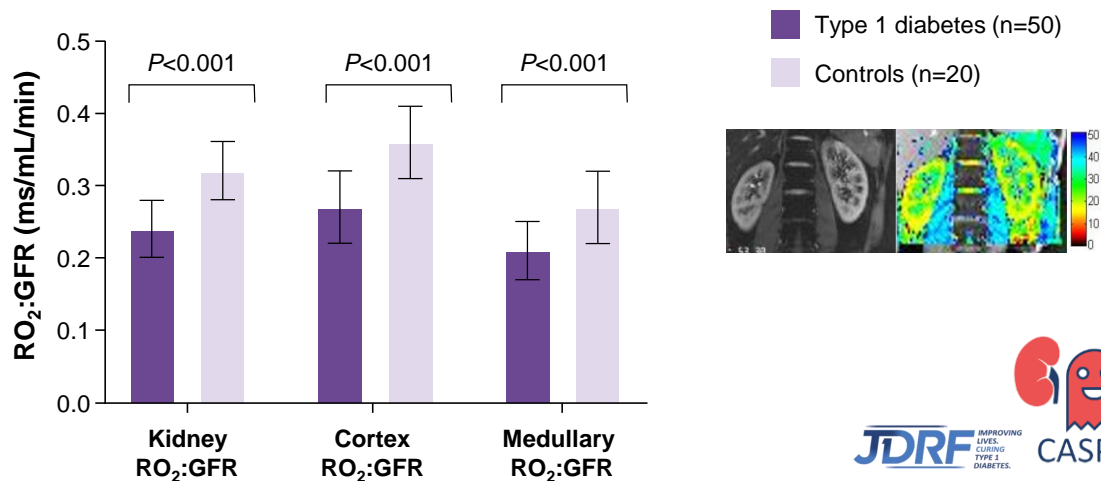 Type 1 diabetes (n=50)
Controls (n=20)
RO₂:GFR (ms/mL/min)
0.5
0.4
0.3
0.2
0.1
0.0
P<0.001
P<0.001
P<0.001
Kidney
RO₂:GFR
Cortex
RO₂:GFR
Medullary
RO₂:GFR
50
40
30
20
10
0
JDRF
IMPROVING
LIVES.
CURING
TYPE 1
DIABETES.